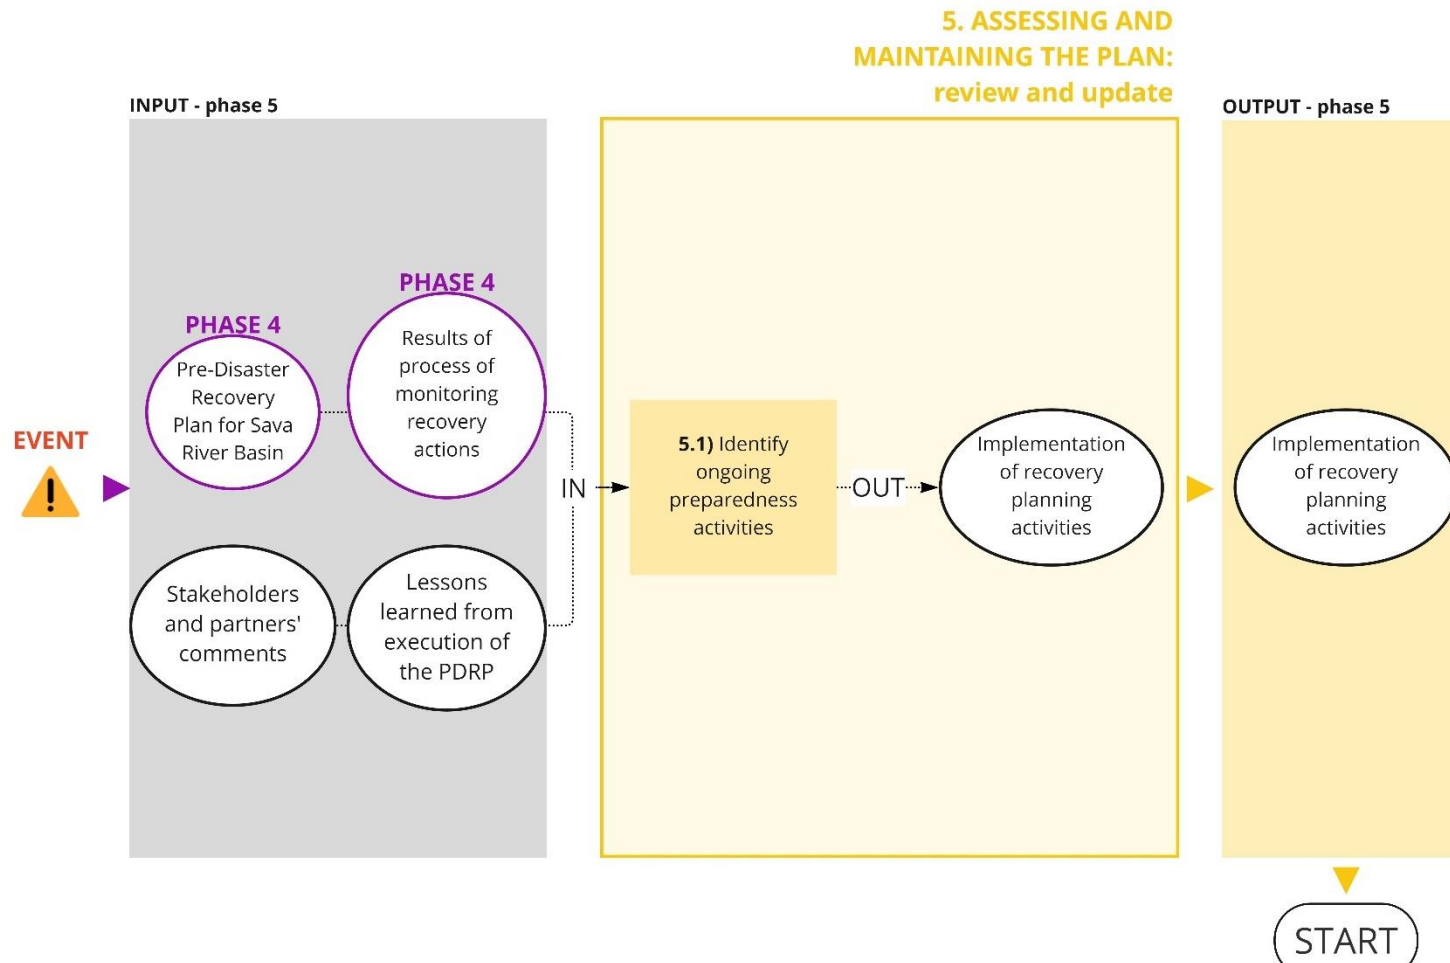 5. ASSESSING AND
MAINTAINING THE PLAN:
review and update
INPUT - phase 5
OUTPUT - phase 5
EVENT
PHASE 4
Pre-Disaster
Recovery
Plan for Sava
River Basin
PHASE 4
Results of
process of
monitoring
recovery
actions
Stakeholders
and partners'
comments
Lessons
learned from
execution of
the PDRP
IN
5.1) Identify
ongoing
preparedness
activities
OUT
Implementation
of recovery
planning
activities
Implementation
of recovery
planning
activities
START